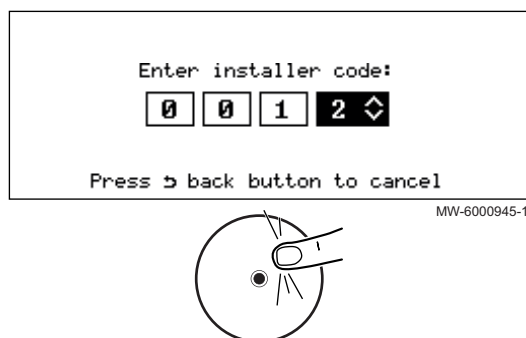 Enter installer code:
0 0 1 2
Press ⮌ back button to cancel
MW-6000945-1